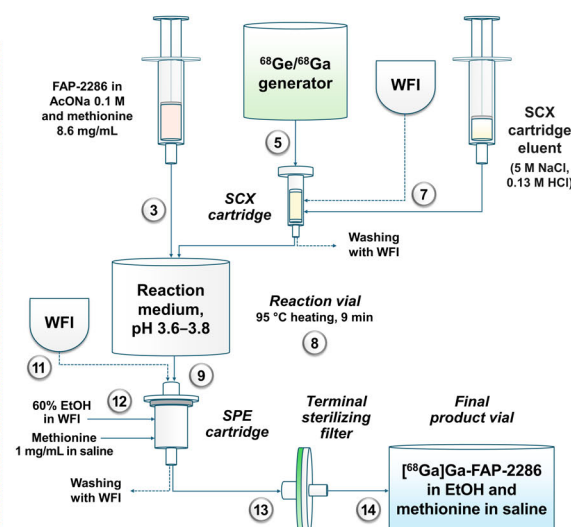 FAP-2286 in
AcONa 0.1 M
and methionine
8.6 mg/mL
⁶⁸Ge/⁶⁸Ga
generator
WFI
SCX
cartridge
eluent
(5 M NaCl,
0.13 M HCl)
5
3
7
SCX
cartridge
Washing
with WFI
Reaction
medium,
pH 3.6–3.8
Reaction vial
95 °C heating, 9 min
8
WFI
11
9
12
60% EtOH
in WFI
Methionine
1 mg/mL in saline
SPE
cartridge
Terminal
sterilizing
filter
Final
product vial
Washing
with WFI
13
14
[⁶⁸Ga]Ga-FAP-2286
in EtOH and
methionine in saline